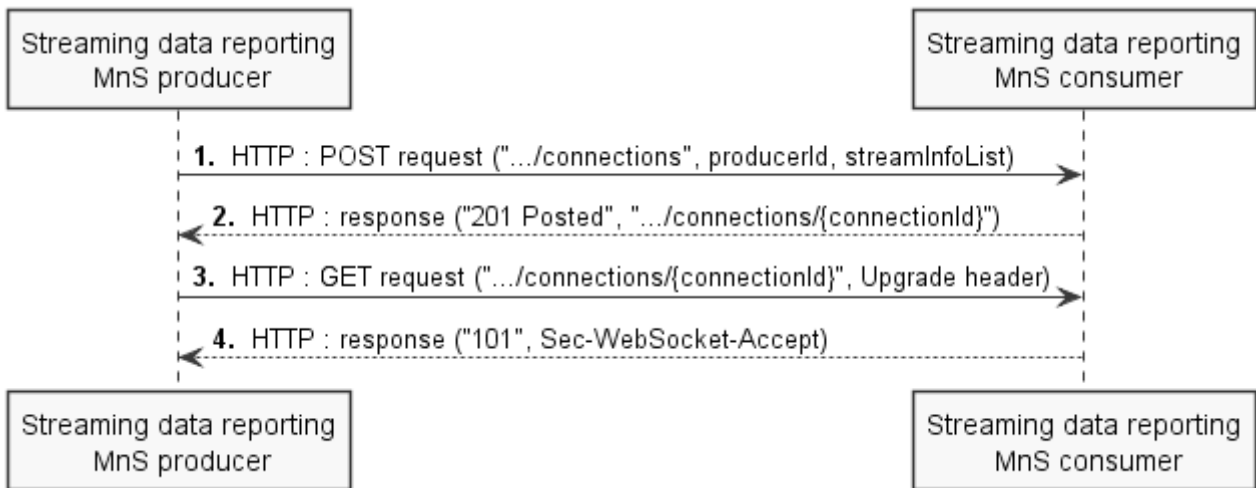 Streaming data reporting
MnS producer
Streaming data reporting
MnS consumer
1. HTTP : POST request (".../connections", producerId, streamInfoList)
2. HTTP : response ("201 Posted", ".../connections/{connectionId}")
3. HTTP : GET request (".../connections/{connectionId}", Upgrade header)
4. HTTP : response ("101", Sec-WebSocket-Accept)
Streaming data reporting
MnS producer
Streaming data reporting
MnS consumer